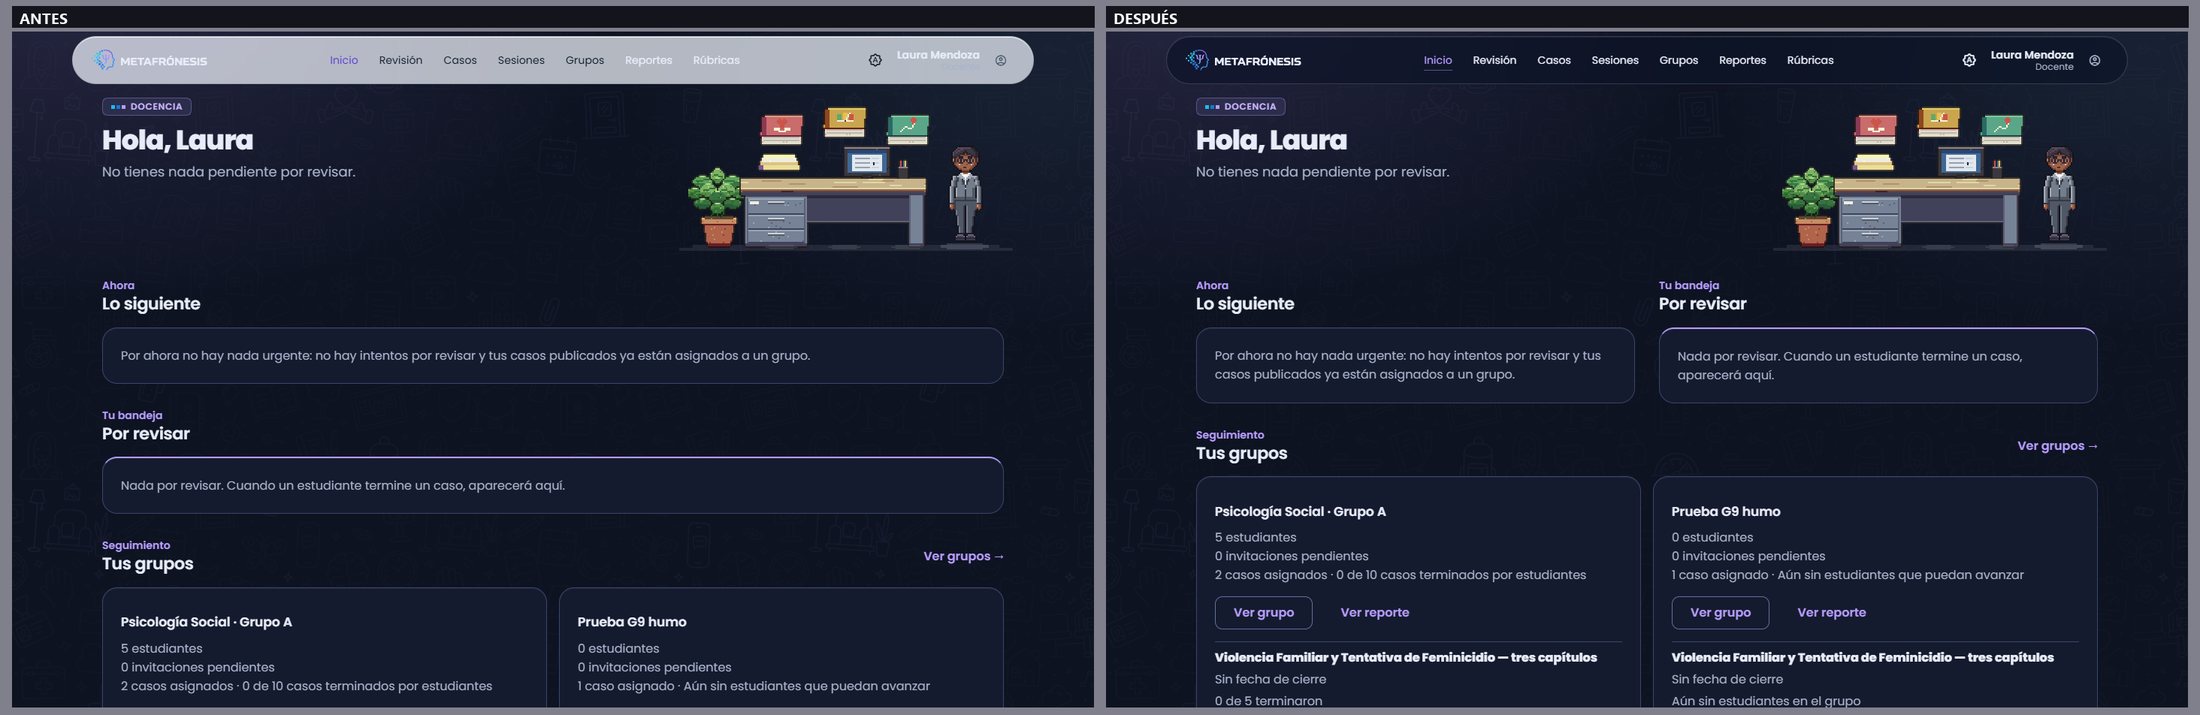 ANTES
METAFRÓNESIS
Inicio Revisión Casos Sesiones Grupos Reportes Rúbricas
Laura Mendoza
DOCENCIA
Hola, Laura
No tienes nada pendiente por revisar.
Ahora
Lo siguiente
Por ahora no hay nada urgente: no hay intentos por revisar y tus casos publicados ya están asignados a un grupo.
Tu bandeja
Por revisar
Nada por revisar. Cuando un estudiante termine un caso, aparecerá aquí.
Seguimiento
Tus grupos
Ver grupos →
Psicología Social · Grupo A
5 estudiantes
0 invitaciones pendientes
2 casos asignados · 0 de 10 casos terminados por estudiantes
Prueba G9 humo
0 estudiantes
0 invitaciones pendientes
1 caso asignado · Aún sin estudiantes que puedan avanzar
DESPUÉS
METAFRÓNESIS
Inicio Revisión Casos Sesiones Grupos Reportes Rúbricas
Laura Mendoza
Docente
DOCENCIA
Hola, Laura
No tienes nada pendiente por revisar.
Ahora
Lo siguiente
Por ahora no hay nada urgente: no hay intentos por revisar y tus
casos publicados ya están asignados a un grupo.
Tu bandeja
Por revisar
Nada por revisar. Cuando un estudiante termine un caso,
aparecerá aquí.
Seguimiento
Tus grupos
Ver grupos →
Psicología Social · Grupo A
5 estudiantes
0 invitaciones pendientes
2 casos asignados · 0 de 10 casos terminados por estudiantes
Ver grupo Ver reporte
Violencia Familiar y Tentativa de Feminicidio — tres capítulos
Sin fecha de cierre
0 de 5 terminaron
Prueba G9 humo
0 estudiantes
0 invitaciones pendientes
1 caso asignado · Aún sin estudiantes que puedan avanzar
Ver grupo Ver reporte
Violencia Familiar y Tentativa de Feminicidio — tres capítulos
Sin fecha de cierre
Aún sin estudiantes en el grupo